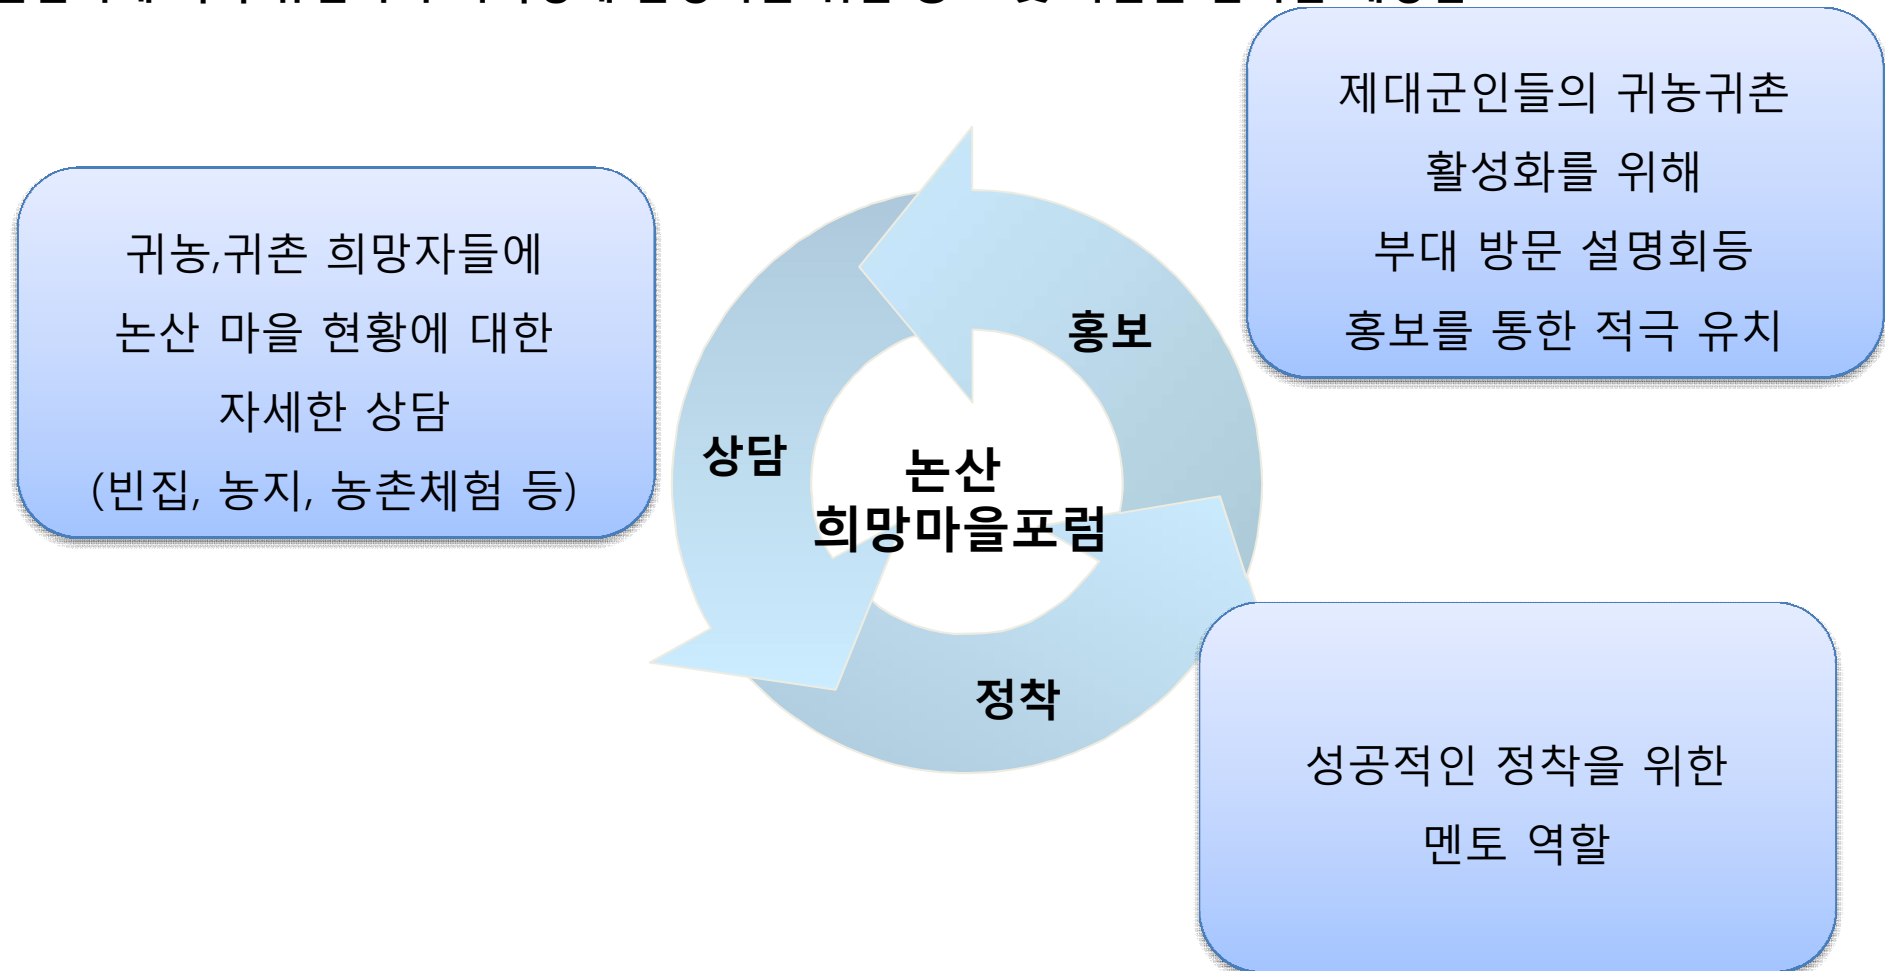 제대군인들의 귀농귀촌
활성화를 위해
부대 방문 설명회등
홍보를 통한 적극 유치
귀농,귀촌 희망자들에
논산 마을 현황에 대한
자세한 상담
(빈집, 농지, 농촌체험 등)
홍보
상담
논산
희망마을포럼
정착
성공적인 정착을 위한
멘토 역할